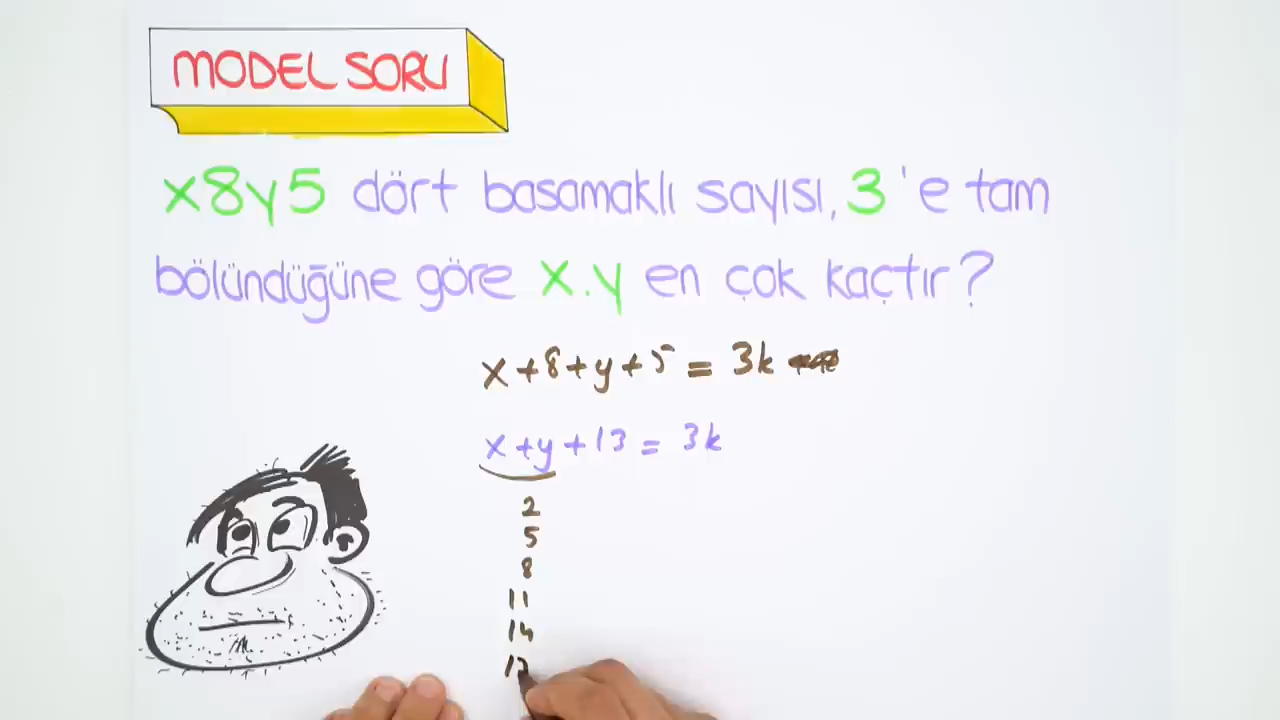 MODEL SORU
x8y5 dört basamaklı sayısı, 3'e tam
bölündüğüne göre x.y en çok kaçtır?
x+8+y+5 = 3k
x+y+13 = 3k
2
5
8
11
14